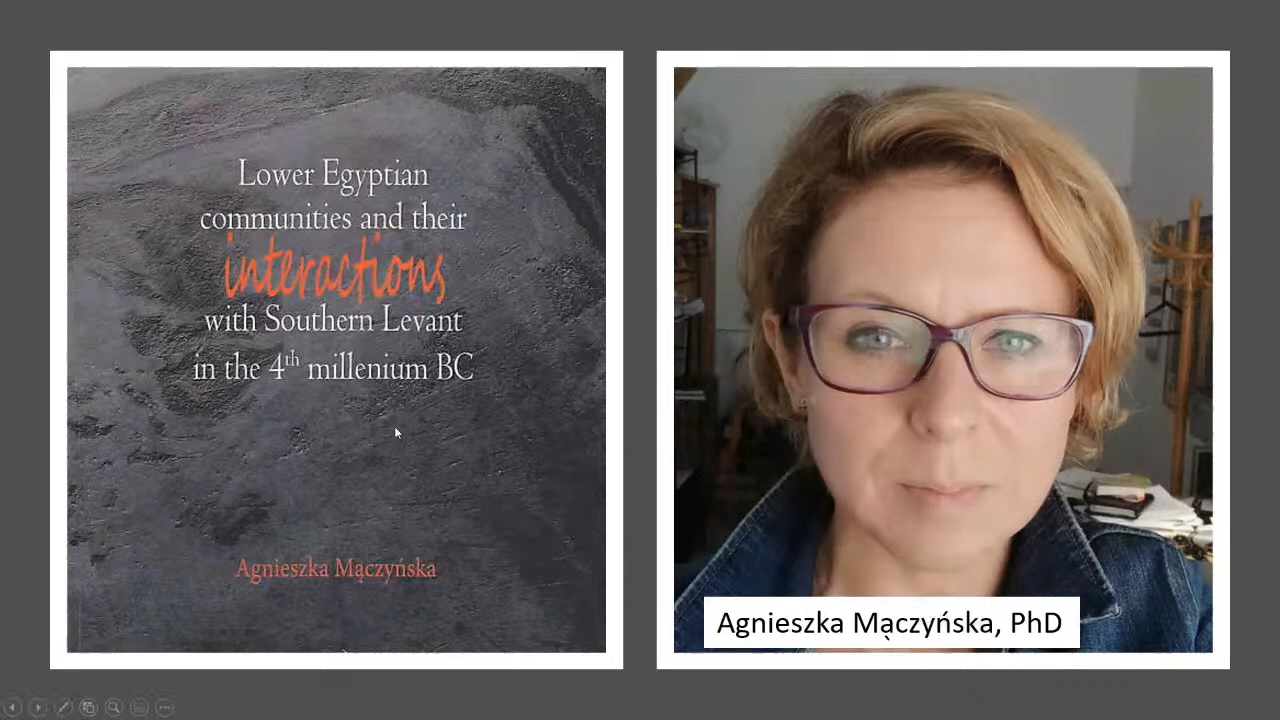 Lower Egyptian
communities and their
interactions
with Southern Levant
in the 4th millenium BC
Agnieszka Mączyńska
Agnieszka Mączyńska, PhD